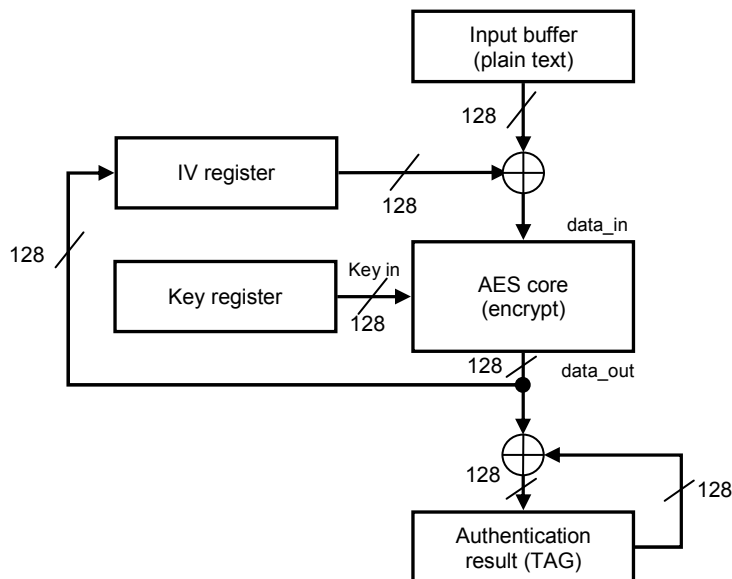 Input buffer
(plain text)
128
IV register
128
128
data_in
Key in
Key register
128
AES core
(encrypt)
128
data_out
128
128
Authentication
result (TAG)